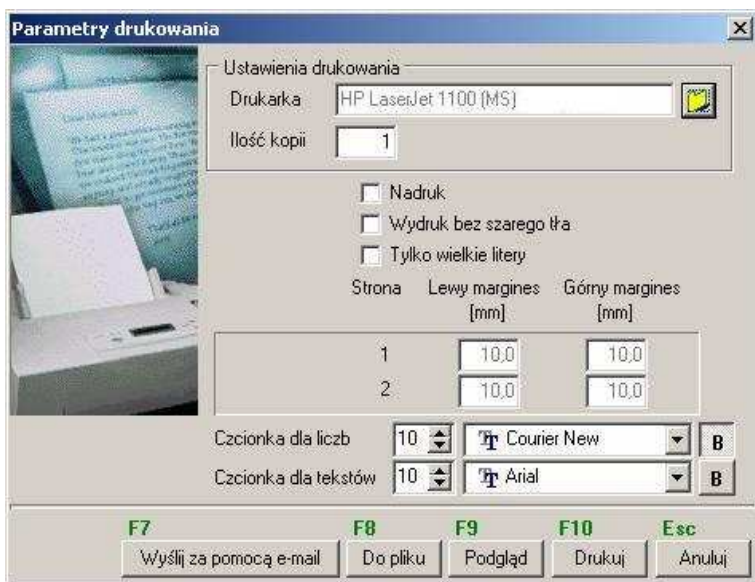 Parametry drukowania
Ustawienia drukowania
Drukarka HP LaserJet 1100 (MS)
Ilość kopii 1
Nadruk
Wydruk bez szarego tła
Tylko wielkie litery
Strona Lewy margines [mm] Górny margines [mm]
1 10,0 10,0
2 10,0 10,0
Czcionka dla liczb 10 Courier New B
Czcionka dla tekstów 10 Arial B
F7 F8 F9 F10 Esc
Wyślij za pomocą e-mail Do pliku Podgląd Drukuj Anuluj